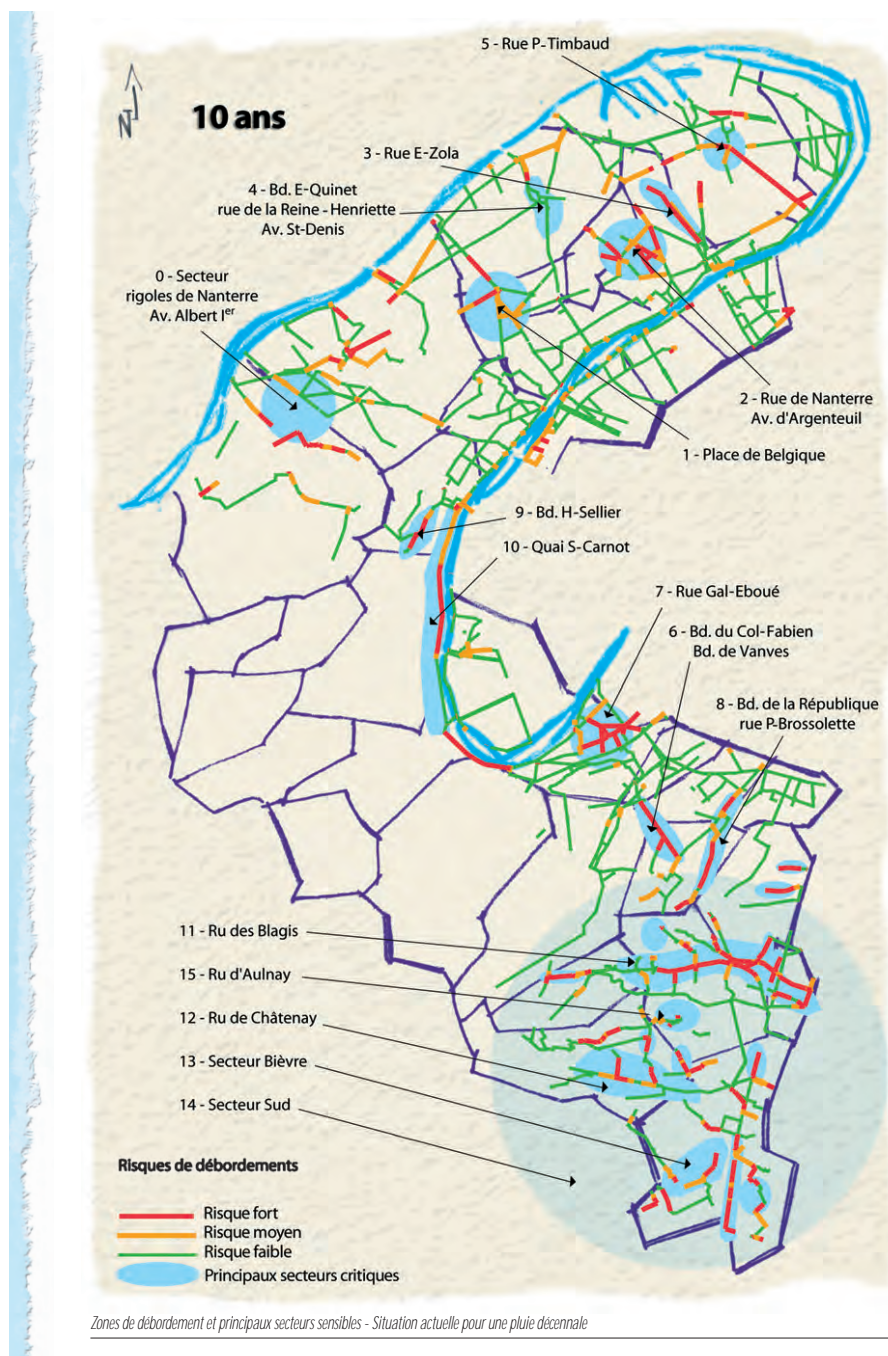 5 - Rue P-Timbaud
N
10 ans
3 - Rue E-Zola
4 - Bd. E-Quinet
rue de la Reine - Henriette
Av. St-Denis
0 - Secteur
rigoles de Nanterre
Av. Albert Ier
2 - Rue de Nanterre
Av. d'Argenteuil
1 - Place de Belgique
9 - Bd. H-Sellier
10 - Quai S-Carnot
7 - Rue Gal-Eboué
6 - Bd. du Col-Fabien
Bd. de Vanves
8 - Bd. de la République
rue P-Brossolette
11 - Ru des Blagis
15 - Ru d'Aulnay
12 - Ru de Châtenay
13 - Secteur Bièvre
14 - Secteur Sud
Risques de débordements
Risque fort
Risque moyen
Risque faible
Principaux secteurs critiques
Zones de débordement et principaux secteurs sensibles - Situation actuelle pour une pluie décennale